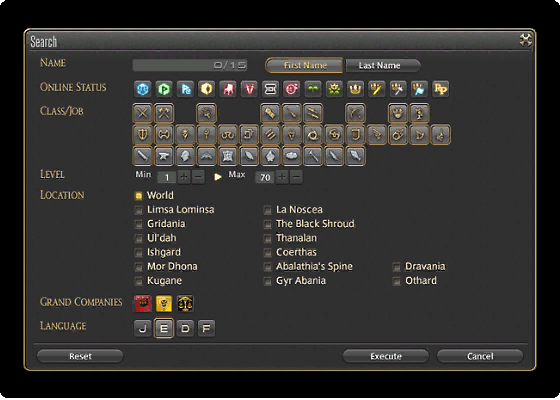 Search
NAME 0/15 First Name Last Name
ONLINE STATUS RP
CLASS/JOB
LEVEL Min 1 Max 70
LOCATION World
Limsa Lominsa La Noscea
Gridania The Black Shroud
Ul'dah Thanalan
Ishgard Coerthas
Mor Dhona Abalathia's Spine Dravania
Kugane Gyr Abania Othard
GRAND COMPANIES
LANGUAGE J E D F
Reset Execute Cancel